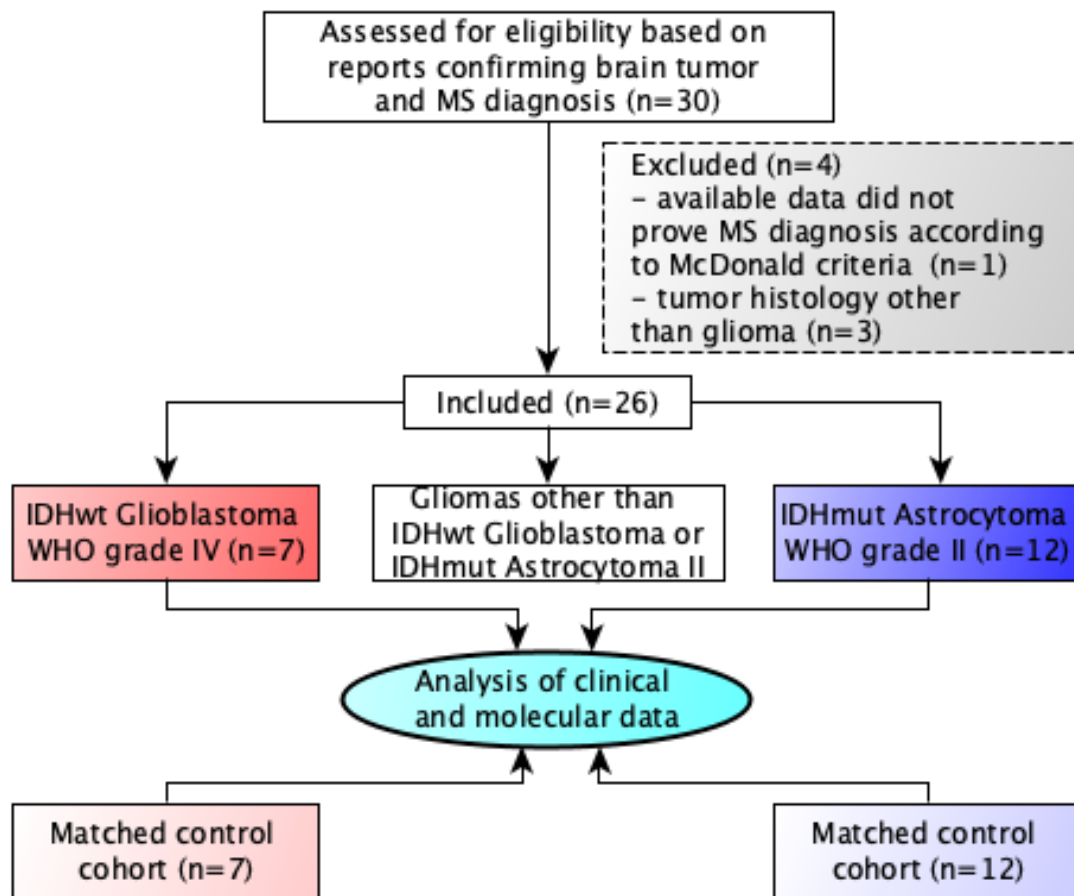 Assessed for eligibility based on
reports confirming brain tumor
and MS diagnosis (n=30)
Excluded (n=4)
– available data did not
prove MS diagnosis according
to McDonald criteria (n=1)
– tumor histology other
than glioma (n=3)
Included (n=26)
IDHwt Glioblastoma
WHO grade IV (n=7)
Gliomas other than
IDHwt Glioblastoma or
IDHmut Astrocytoma II
IDHmut Astrocytoma
WHO grade II (n=12)
Analysis of clinical
and molecular data
Matched control
cohort (n=7)
Matched control
cohort (n=12)